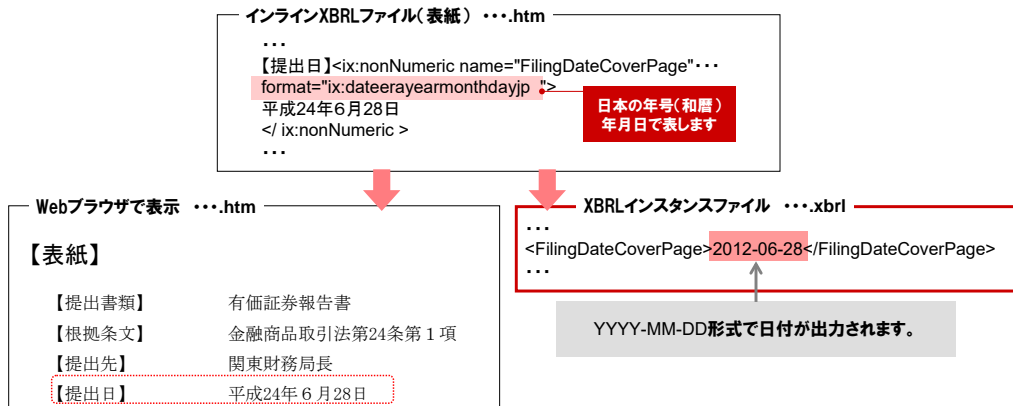 インラインXBRLファイル（表紙） ・・・.htm
・・・
【提出日】<ix:nonNumeric name="FilingDateCoverPage"・・・
format="ix:dateerayearmonthdayjp ">
平成24年6月28日
</ ix:nonNumeric >
・・・
日本の年号（和暦）
年月日で表します
Webブラウザで表示 ・・・.htm
【表紙】
【提出書類】 有価証券報告書
【根拠条文】 金融商品取引法第24条第１項
【提出先】 関東財務局長
【提出日】 平成24年６月28日
XBRLインスタンスファイル ・・・.xbrl
・・・
<FilingDateCoverPage>2012-06-28</FilingDateCoverPage>
・・・
YYYY-MM-DD形式で日付が出力されます。